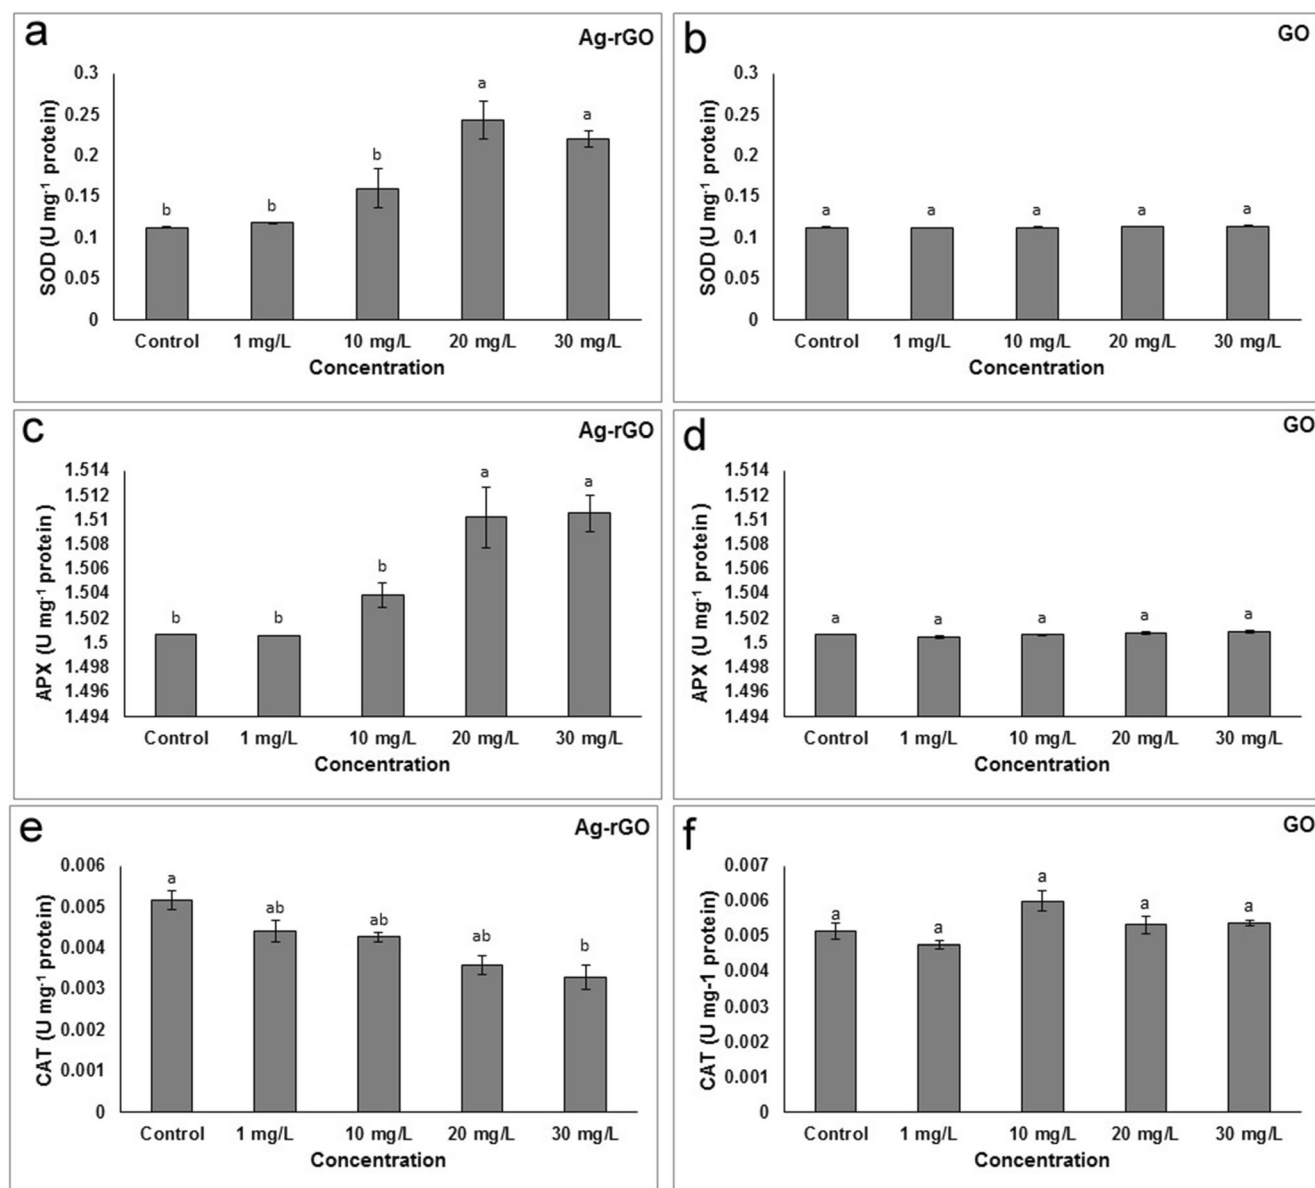 a
Ag-rGO
SOD (U mg⁻¹ protein)
0.3
0.25
0.2
0.15
0.1
0.05
0
b b b a a
Control 1 mg/L 10 mg/L 20 mg/L 30 mg/L
Concentration
b
GO
SOD (U mg⁻¹ protein)
0.3
0.25
0.2
0.15
0.1
0.05
0
a a a a a
Control 1 mg/L 10 mg/L 20 mg/L 30 mg/L
Concentration
c
Ag-rGO
APX (U mg⁻¹ protein )
1.514
1.512
1.51
1.508
1.506
1.504
1.502
1.5
1.498
1.496
1.494
b b b a a
Control 1 mg/L 10 mg/L 20 mg/L 30 mg/L
Concentration
d
GO
APX (U mg⁻¹ protein )
1.514
1.512
1.51
1.508
1.506
1.504
1.502
1.5
1.498
1.496
1.494
a a a a a
Control 1 mg/L 10 mg/L 20 mg/L 30 mg/L
Concentration
e
Ag-rGO
CAT (U mg⁻¹ protein)
0.006
0.005
0.004
0.003
0.002
0.001
0
a ab ab ab b
Control 1 mg/L 10 mg/L 20 mg/L 30 mg/L
Concentration
f
GO
CAT (U mg-1 protein)
0.007
0.006
0.005
0.004
0.003
0.002
0.001
0
a a a a a
Control 1 mg/L 10 mg/L 20 mg/L 30 mg/L
Concentration